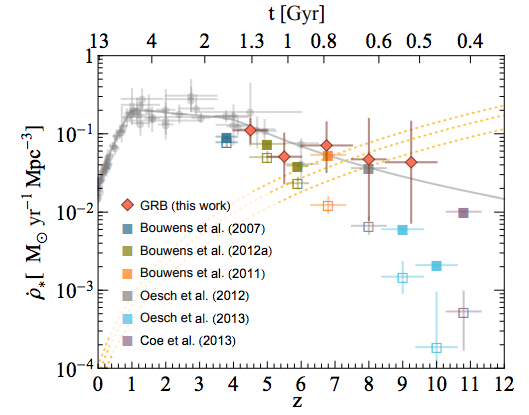 t [Gyr]
13 4 2 1.3 1 0.8 0.6 0.5 0.4
1
10⁻¹
10⁻²
10⁻³
10⁻⁴
ρ̇*[ M⊙ yr⁻¹ Mpc⁻³]
GRB (this work)
Bouwens et al. (2007)
Bouwens et al. (2012a)
Bouwens et al. (2011)
Oesch et al. (2012)
Oesch et al. (2013)
Coe et al. (2013)
0 1 2 3 4 5 6 7 8 9 10 11 12
z